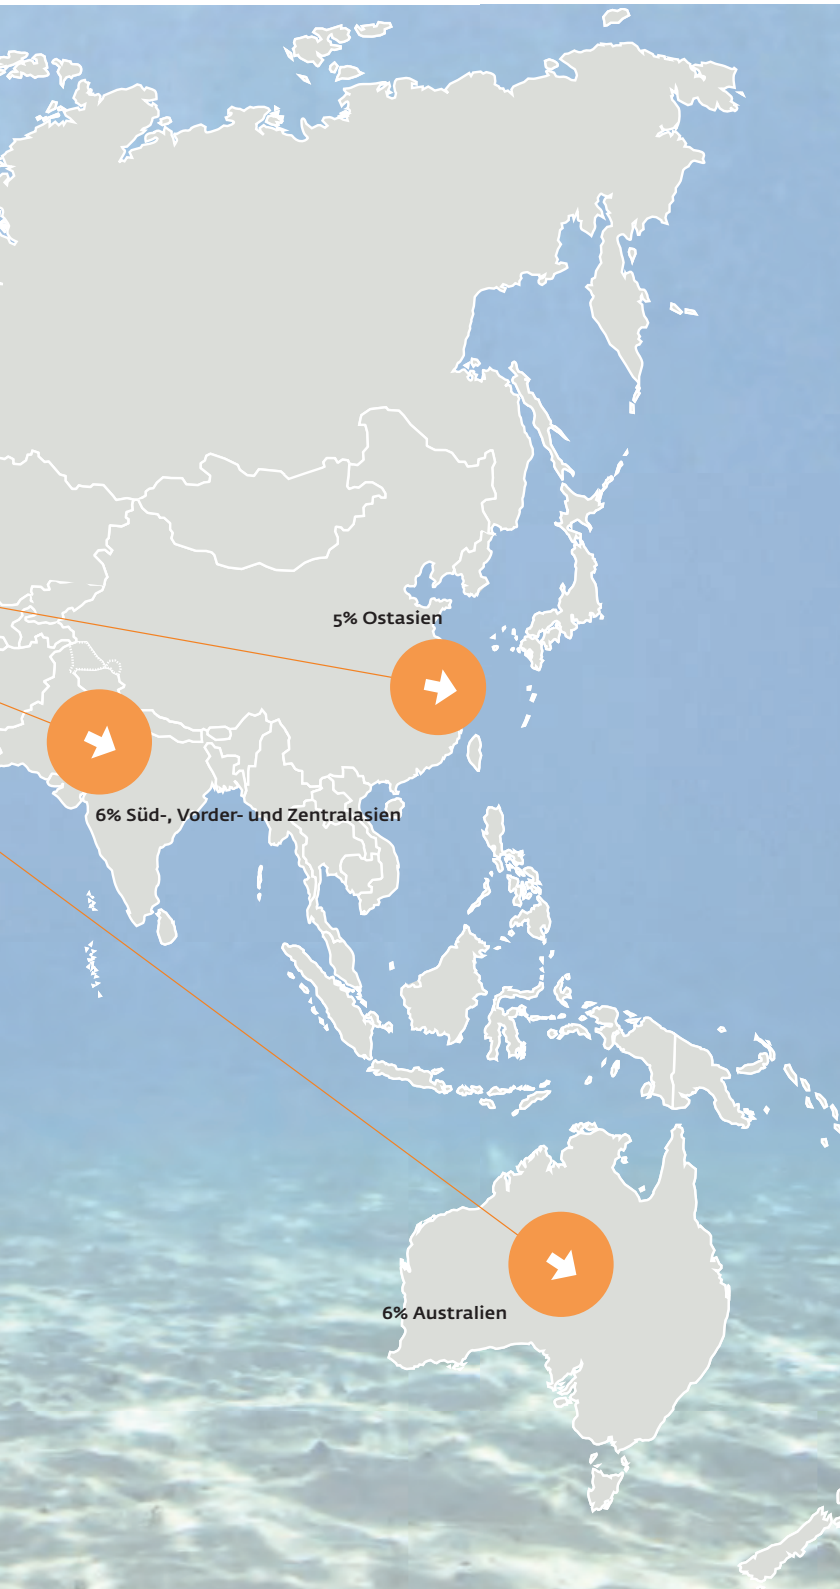 5% Ostasien
6% Süd-, Vorder- und Zentralasien
6% Australien